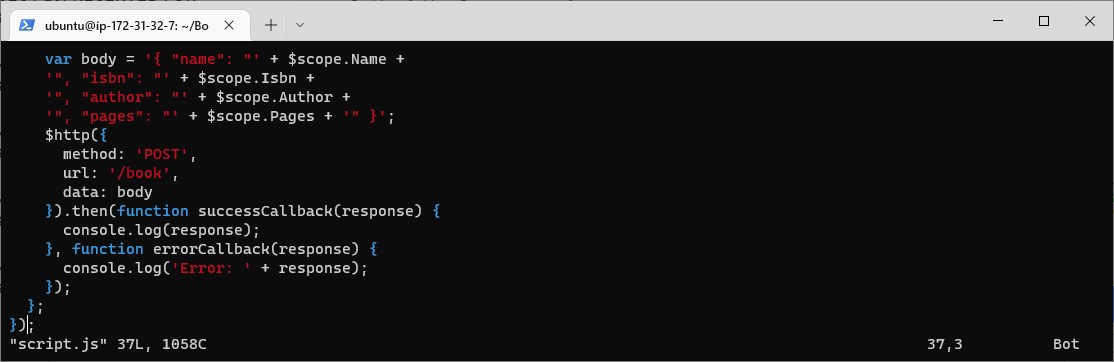 ubuntu@ip-172-31-32-7: ~/Bo
    var body = '{ "name": "' + $scope.Name +
    '", "isbn": "' + $scope.Isbn +
    '", "author": "' + $scope.Author +
    '", "pages": "' + $scope.Pages + '" }';
    $http({
      method: 'POST',
      url: '/book',
      data: body
    }).then(function successCallback(response) {
      console.log(response);
    }, function errorCallback(response) {
      console.log('Error: ' + response);
    });
  };
});
"script.js" 37L, 1058C 37,3 Bot